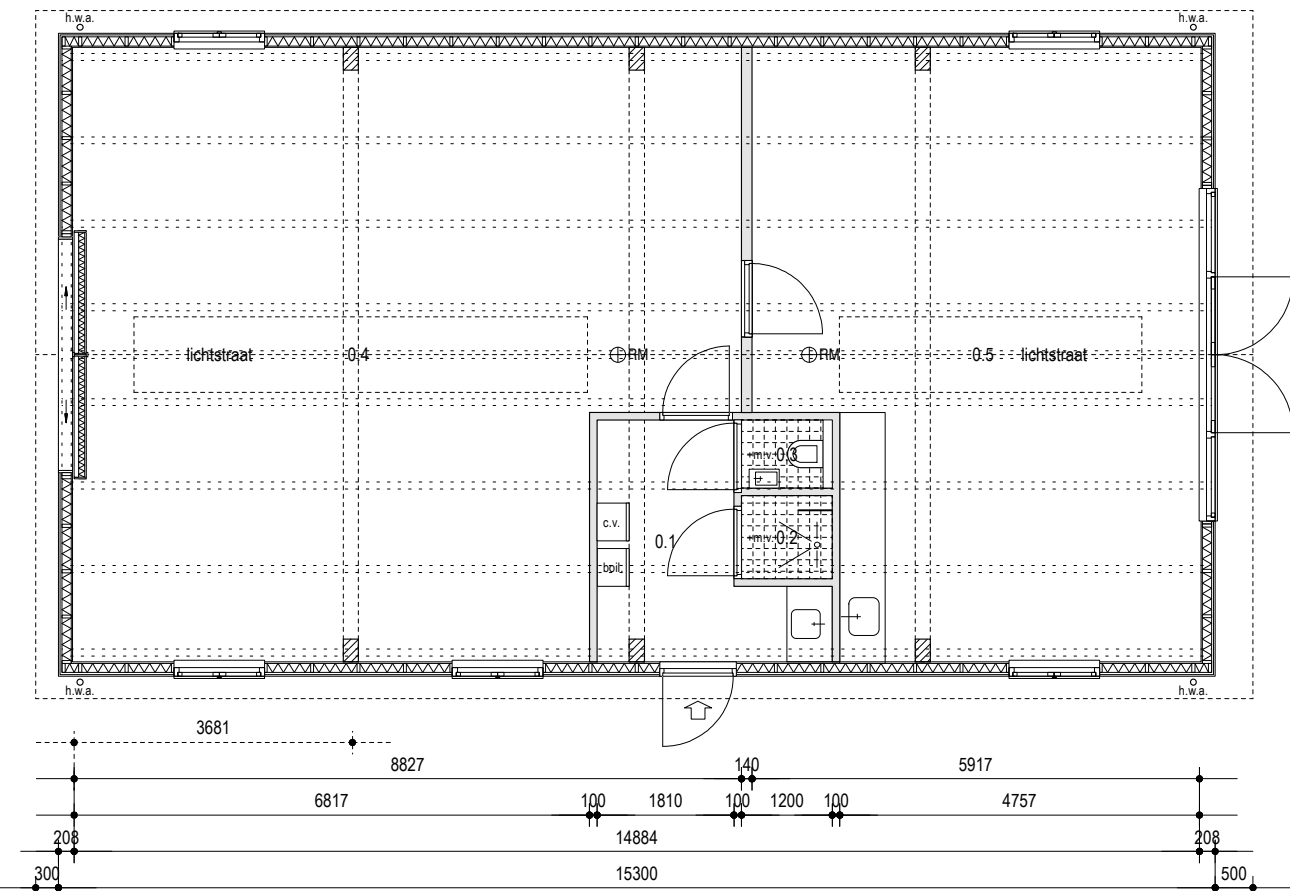 h.w.a.
h.w.a.
lichtstraat
0.4
RM
RM
0.5
lichtstraat
m.v.
0.3
c.v.
0.1
m.v.
0.2
boil.
h.w.a.
h.w.a.
3681
8827 140 5917
6817 100 1810 100 1200 100 4757
208 14884 208
300 15300 500